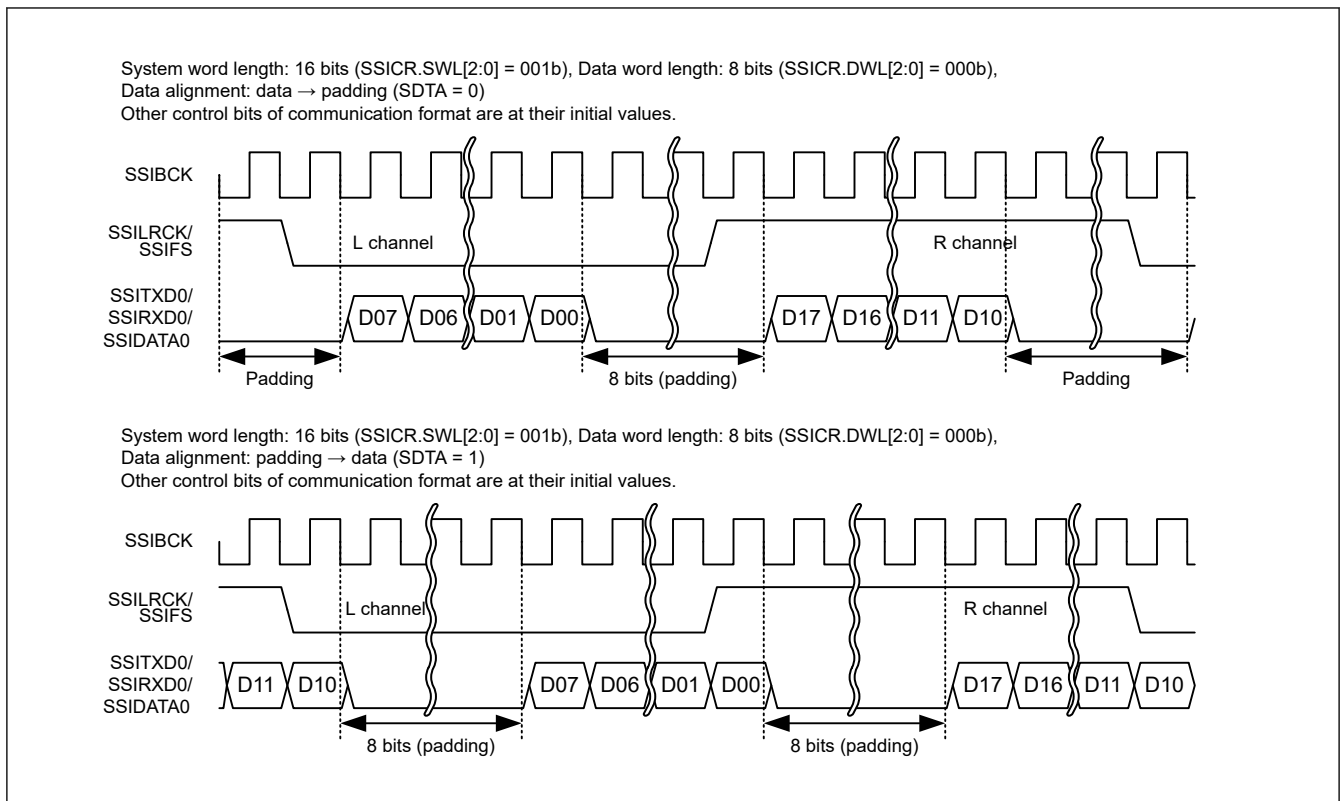 System word length: 16 bits (SSICR.SWL[2:0] = 001b), Data word length: 8 bits (SSICR.DWL[2:0] = 000b),
Data alignment: data → padding (SDTA = 0)
Other control bits of communication format are at their initial values.
SSIBCK
SSILRCK/
SSIFS
L channel
R channel
SSITXD0/
SSIRXD0/
SSIDATA0
D07 D06 D01 D00 D17 D16 D11 D10
Padding
8 bits (padding)
Padding
System word length: 16 bits (SSICR.SWL[2:0] = 001b), Data word length: 8 bits (SSICR.DWL[2:0] = 000b),
Data alignment: padding → data (SDTA = 1)
Other control bits of communication format are at their initial values.
SSIBCK
SSILRCK/
SSIFS
L channel
R channel
SSITXD0/
SSIRXD0/
SSIDATA0
D11 D10 D07 D06 D01 D00 D17 D16 D11 D10
8 bits (padding)
8 bits (padding)